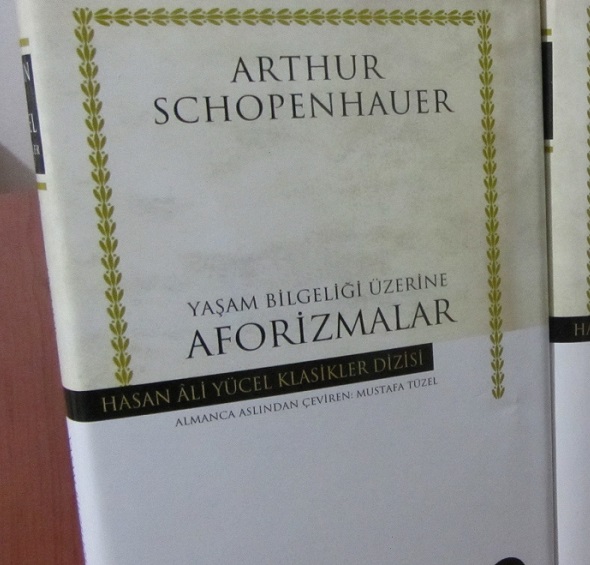 ARTHUR
SCHOPENHAUER
YAŞAM BİLGELİĞİ ÜZERİNE
AFORİZMALAR
HASAN ÂLİ YÜCEL KLASİKLER DİZİSİ
ALMANCA ASLINDAN ÇEVİREN: MUSTAFA TÜZEL